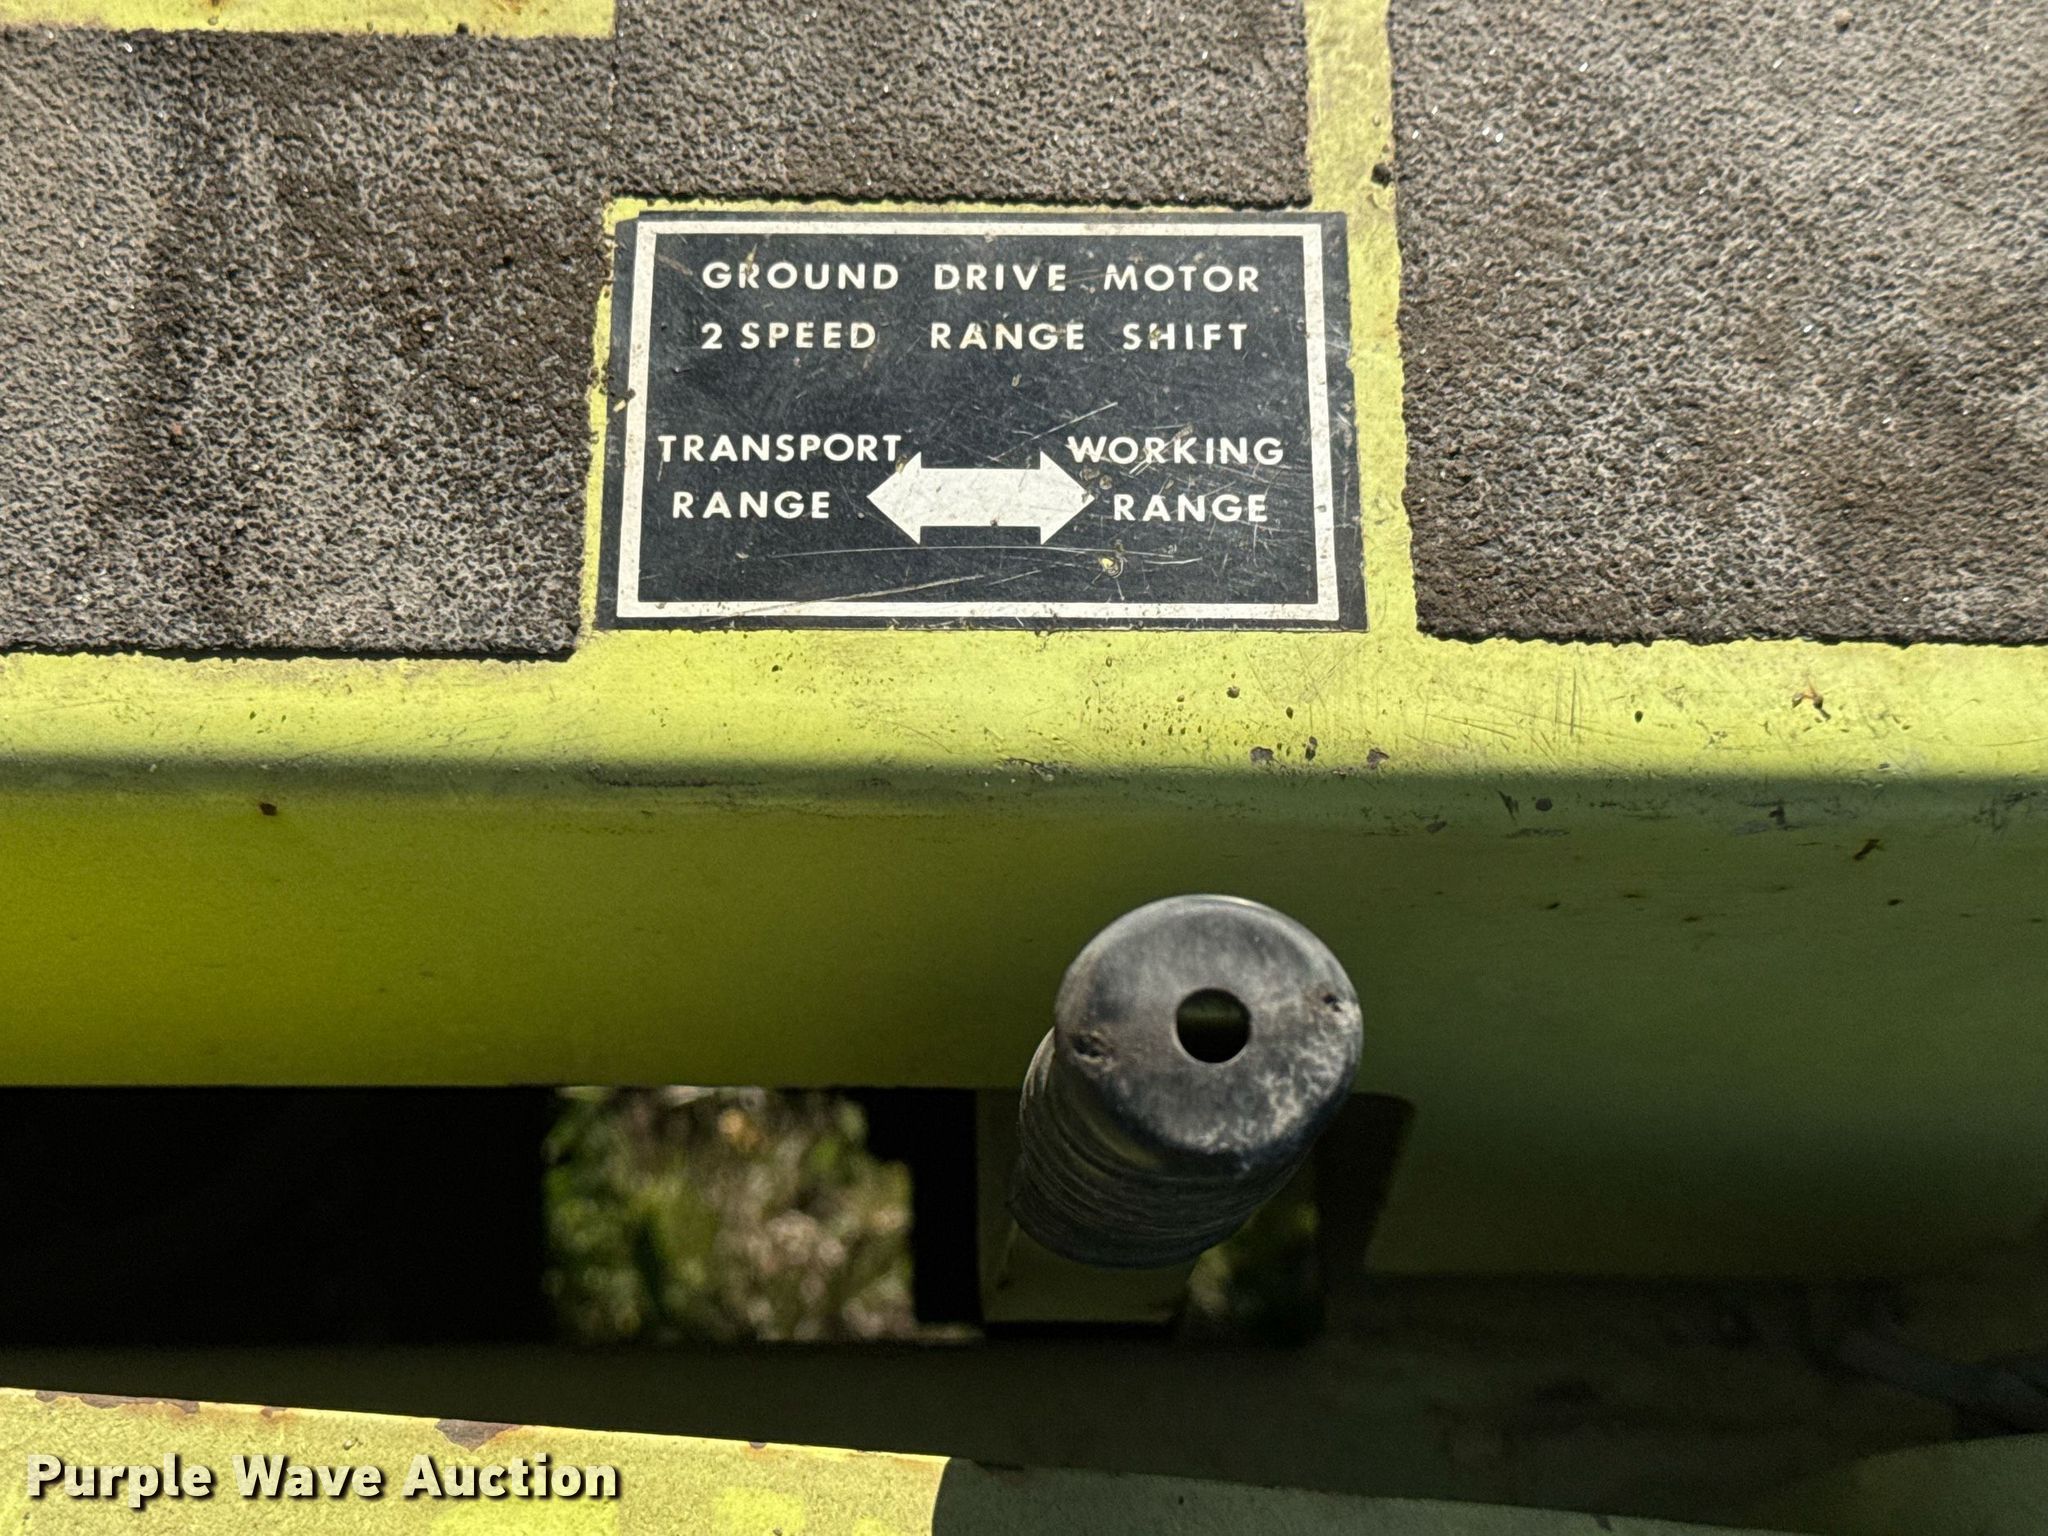 GROUND DRIVE MOTOR
2 SPEED RANGE SHIFT
TRANSPORT WORKING
RANGE RANGE
Purple Wave Auction